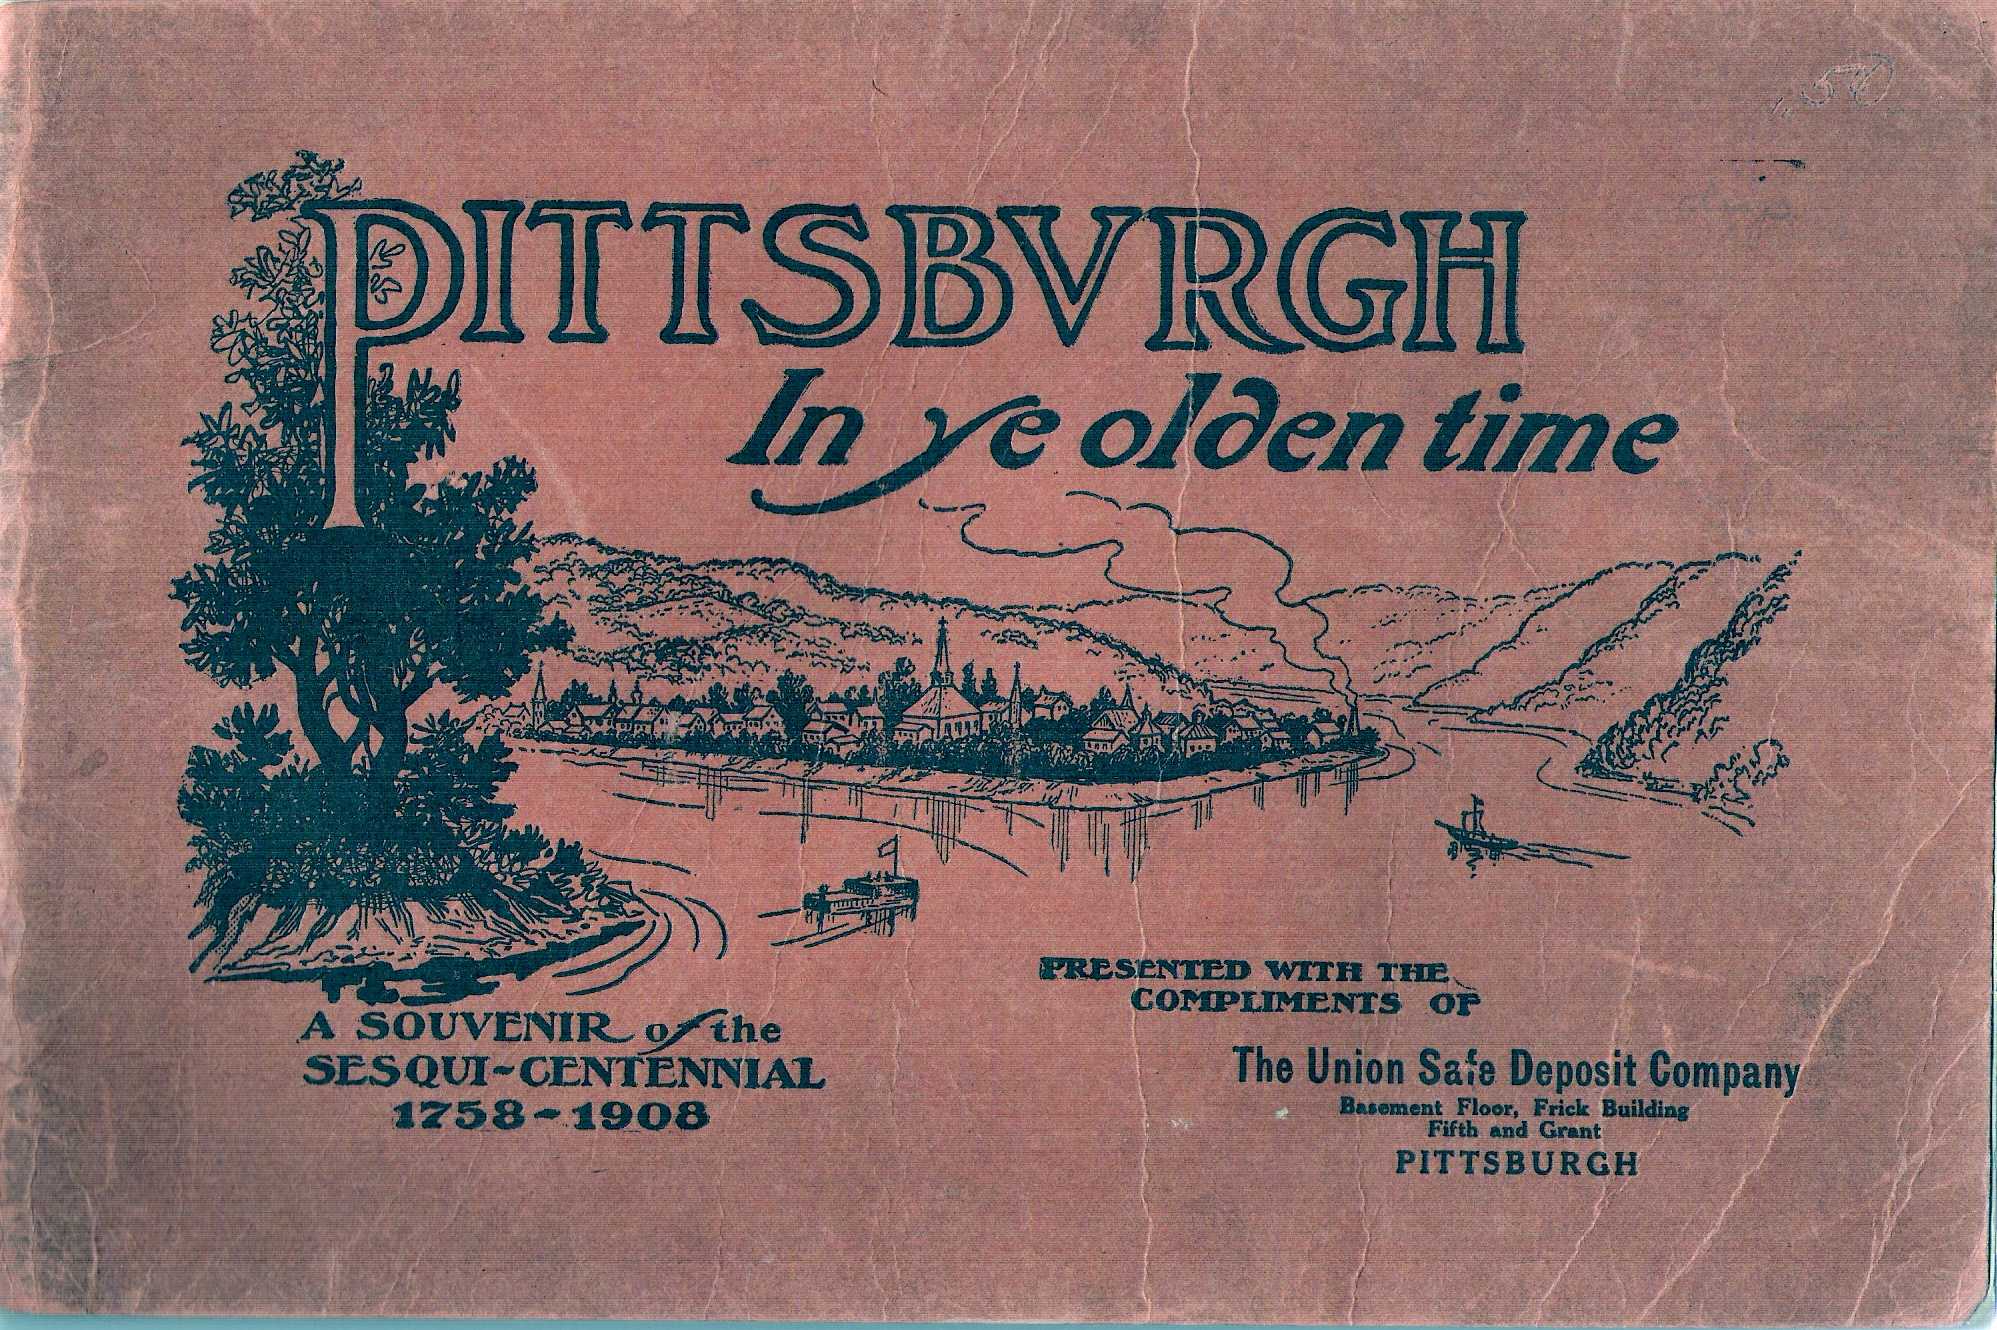 PITTSBVRGH
In ye olden time
A SOUVENIR of the
SESQUI-CENTENNIAL
1758-1908
PRESENTED WITH THE
COMPLIMENTS OF
The Union Safe Deposit Company
Basement Floor, Frick Building
Fifth and Grant
PITTSBURGH